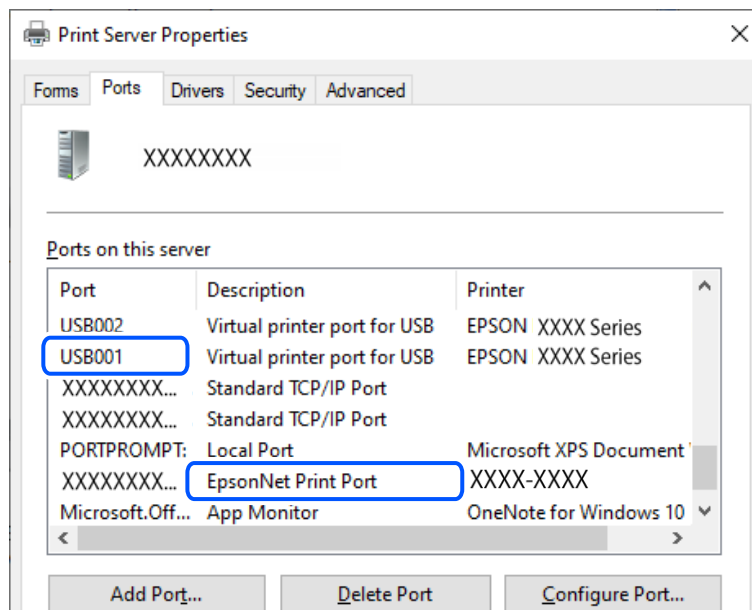 Print Server Properties
Forms Ports Drivers Security Advanced
XXXXXXXX
Ports on this server
Port Description Printer
USB002 Virtual printer port for USB EPSON XXXX Series
USB001 Virtual printer port for USB EPSON XXXX Series
XXXXXXXX... Standard TCP/IP Port
XXXXXXXX... Standard TCP/IP Port
PORTPROMPT: Local Port Microsoft XPS Document
XXXXXXXX... EpsonNet Print Port XXXX-XXXX
Microsoft.Off... App Monitor OneNote for Windows 10
Add Port... Delete Port Configure Port...